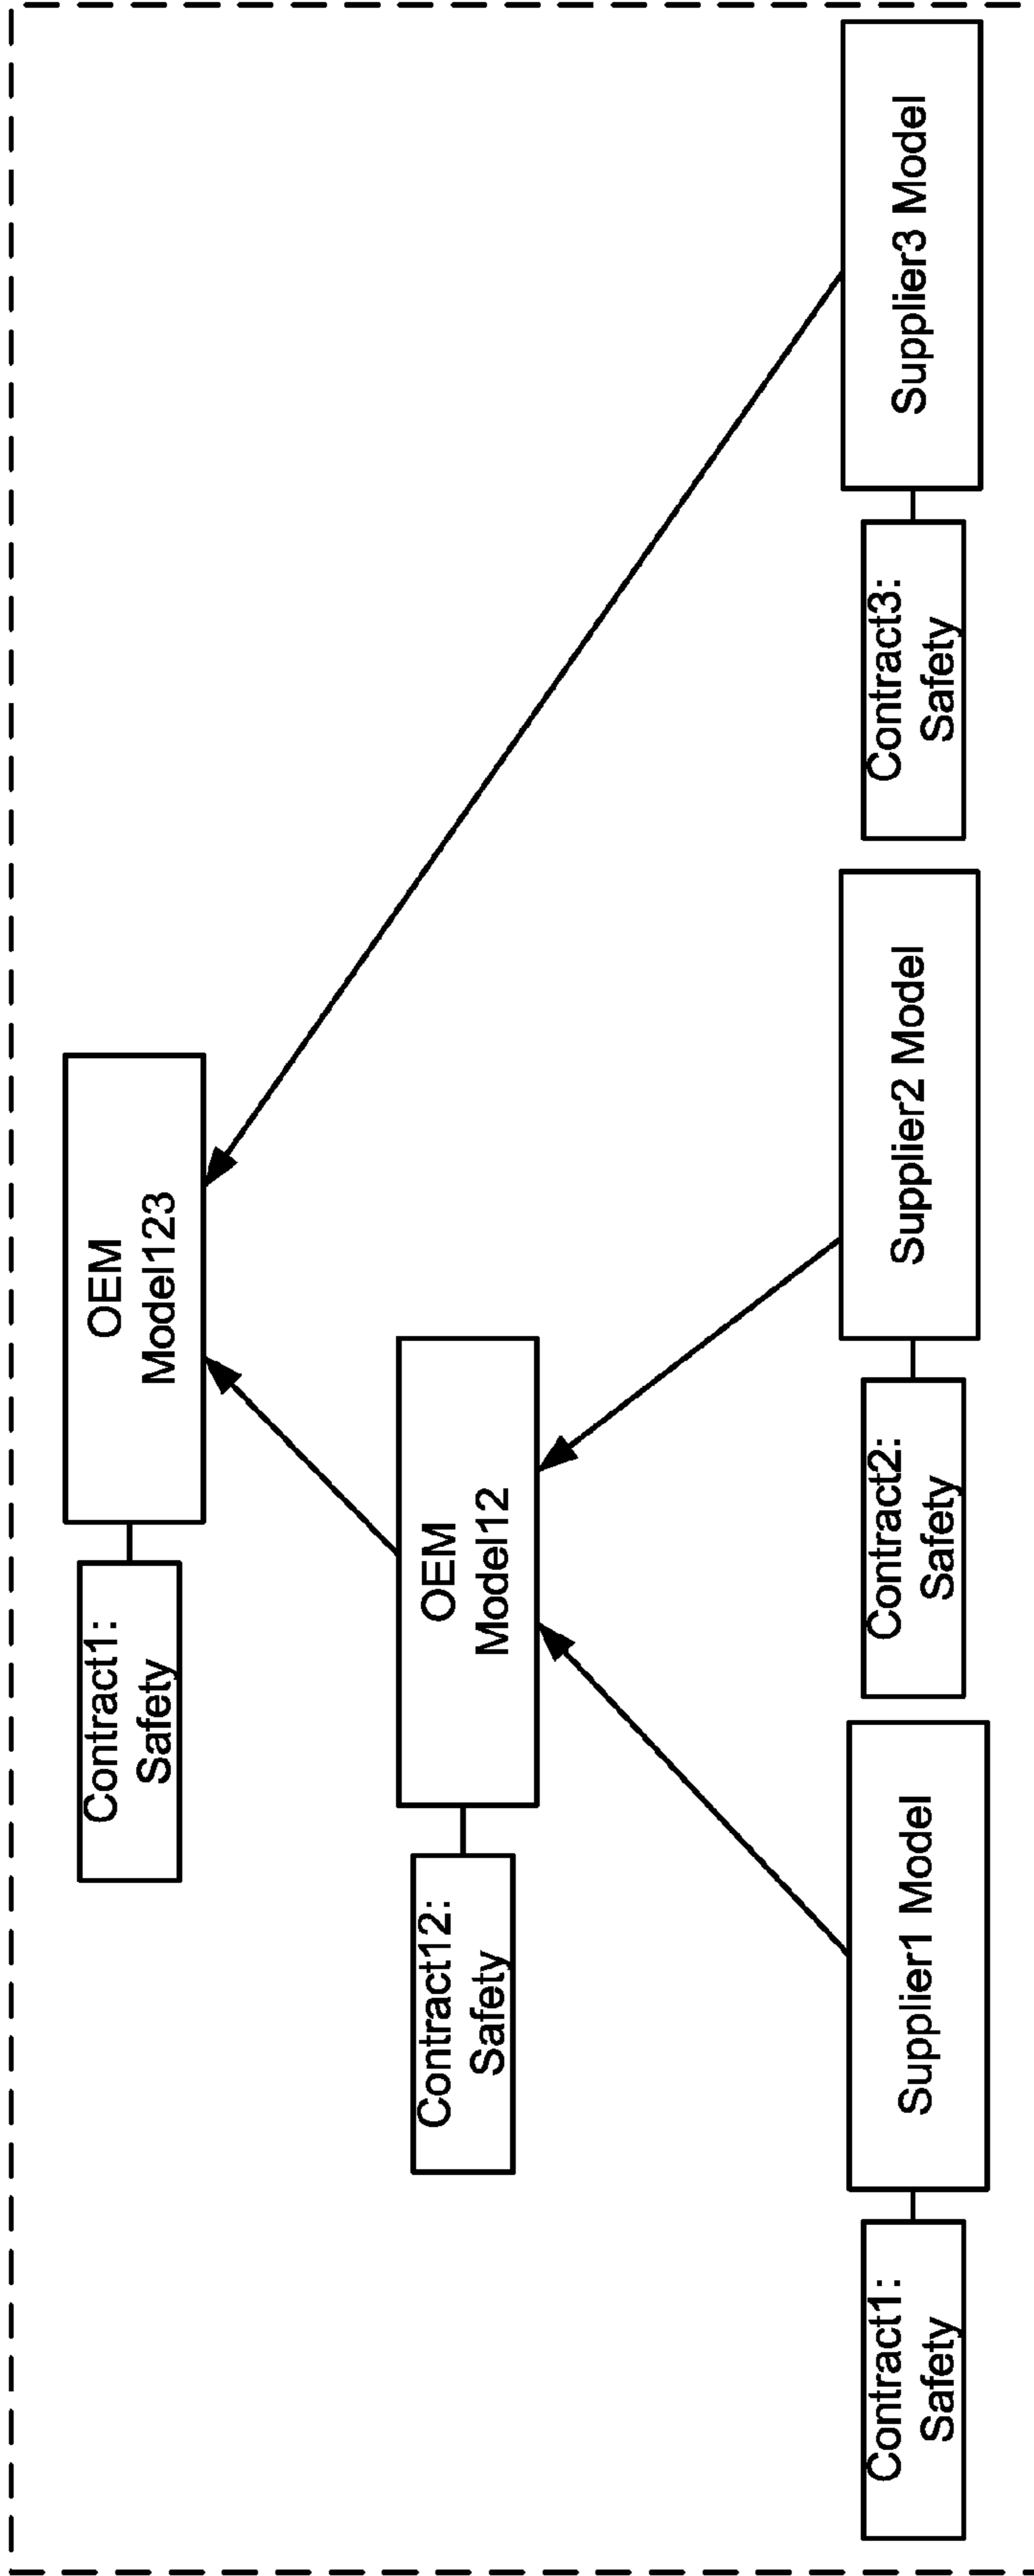 Contract1:
Safety
OEM
Model123
Contract12:
Safety
OEM
Model12
Contract1:
Safety
Supplier1 Model
Contract2:
Safety
Supplier2 Model
Contract3:
Safety
Supplier3 Model